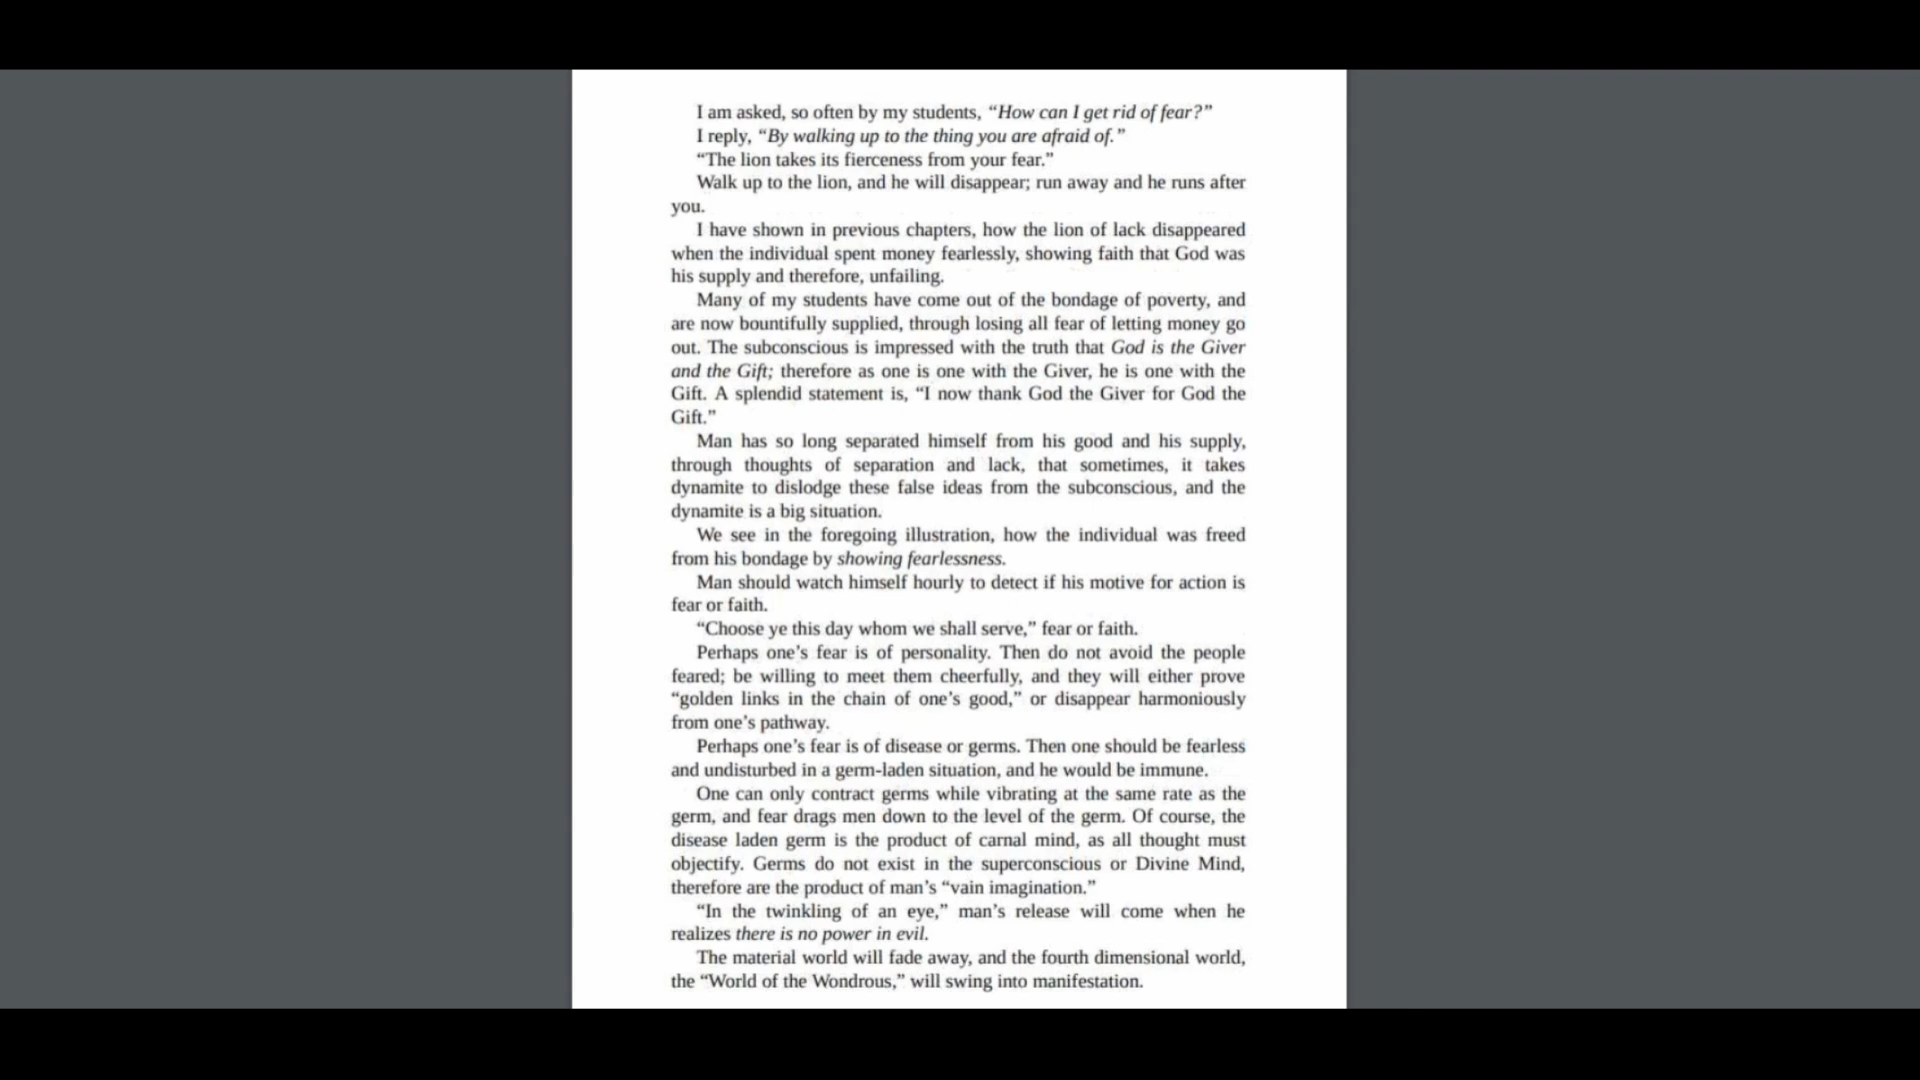 I am asked, so often by my students, “How can I get rid of fear?”
I reply, “By walking up to the thing you are afraid of.”
“The lion takes its fierceness from your fear.”
Walk up to the lion, and he will disappear; run away and he runs after
you.
I have shown in previous chapters, how the lion of lack disappeared
when the individual spent money fearlessly, showing faith that God was
his supply and therefore, unfailing.
Many of my students have come out of the bondage of poverty, and
are now bountifully supplied, through losing all fear of letting money go
out. The subconscious is impressed with the truth that God is the Giver
and the Gift; therefore as one is one with the Giver, he is one with the
Gift. A splendid statement is, “I now thank God the Giver for God the
Gift.”
Man has so long separated himself from his good and his supply,
through thoughts of separation and lack, that sometimes, it takes
dynamite to dislodge these false ideas from the subconscious, and the
dynamite is a big situation.
We see in the foregoing illustration, how the individual was freed
from his bondage by showing fearlessness.
Man should watch himself hourly to detect if his motive for action is
fear or faith.
“Choose ye this day whom we shall serve,” fear or faith.
Perhaps one’s fear is of personality. Then do not avoid the people
feared; be willing to meet them cheerfully, and they will either prove
“golden links in the chain of one’s good,” or disappear harmoniously
from one’s pathway.
Perhaps one’s fear is of disease or germs. Then one should be fearless
and undisturbed in a germ-laden situation, and he would be immune.
One can only contract germs while vibrating at the same rate as the
germ, and fear drags men down to the level of the germ. Of course, the
disease laden germ is the product of carnal mind, as all thought must
objectify. Germs do not exist in the superconscious or Divine Mind,
therefore are the product of man’s “vain imagination.”
“In the twinkling of an eye,” man’s release will come when he
realizes there is no power in evil.
The material world will fade away, and the fourth dimensional world,
the “World of the Wondrous,” will swing into manifestation.